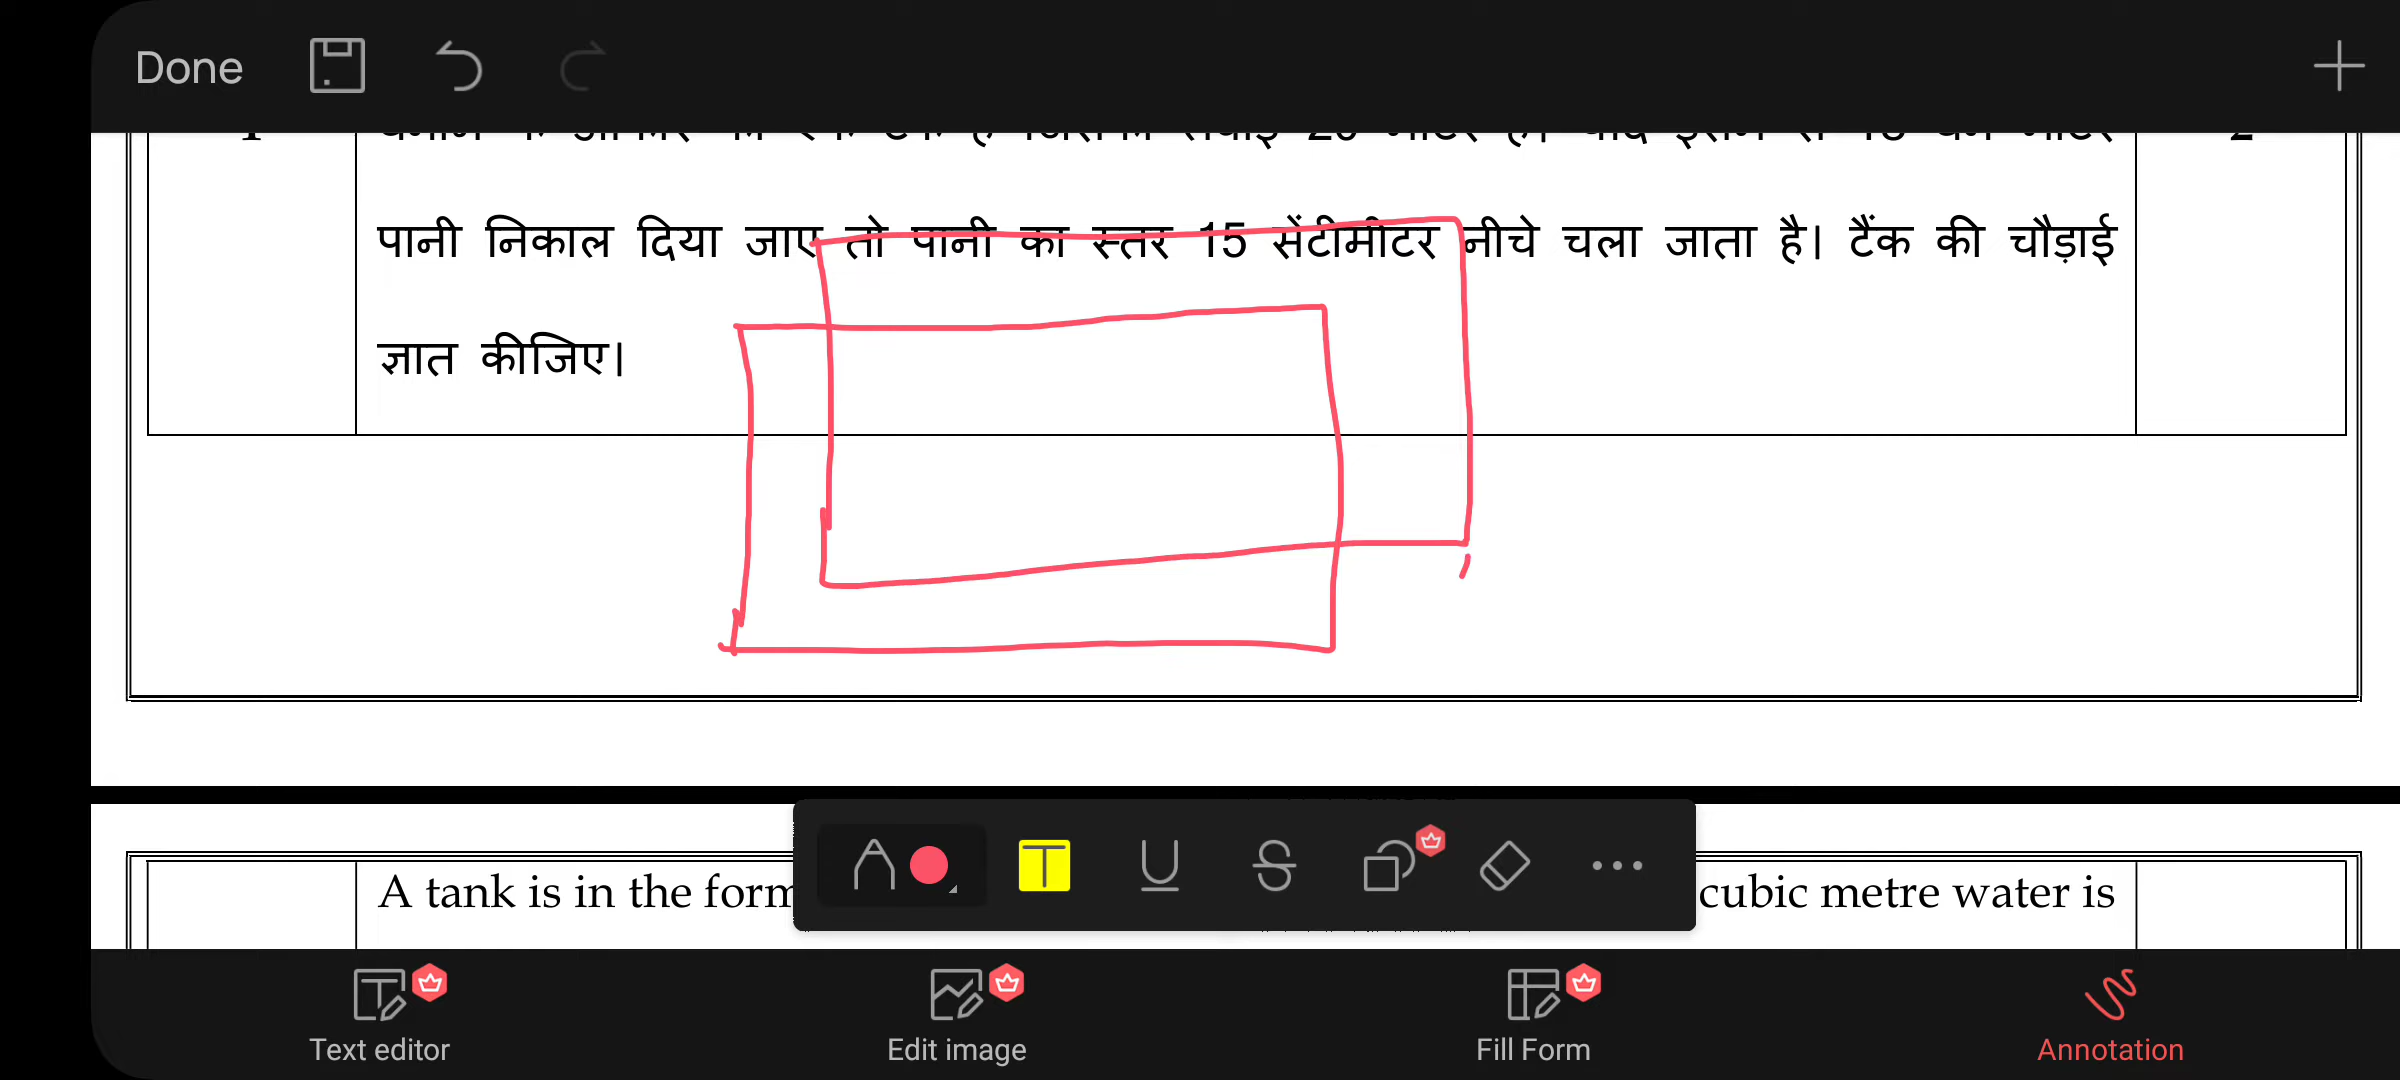 Done
पानी निकाल दिया जाए तो पानी का स्तर 15 सेंटीमीटर नीचे चला जाता है। टैंक की चौड़ाई
ज्ञात कीजिए।
A tank is in the form
cubic metre water is
Text editor
Edit image
Fill Form
Annotation